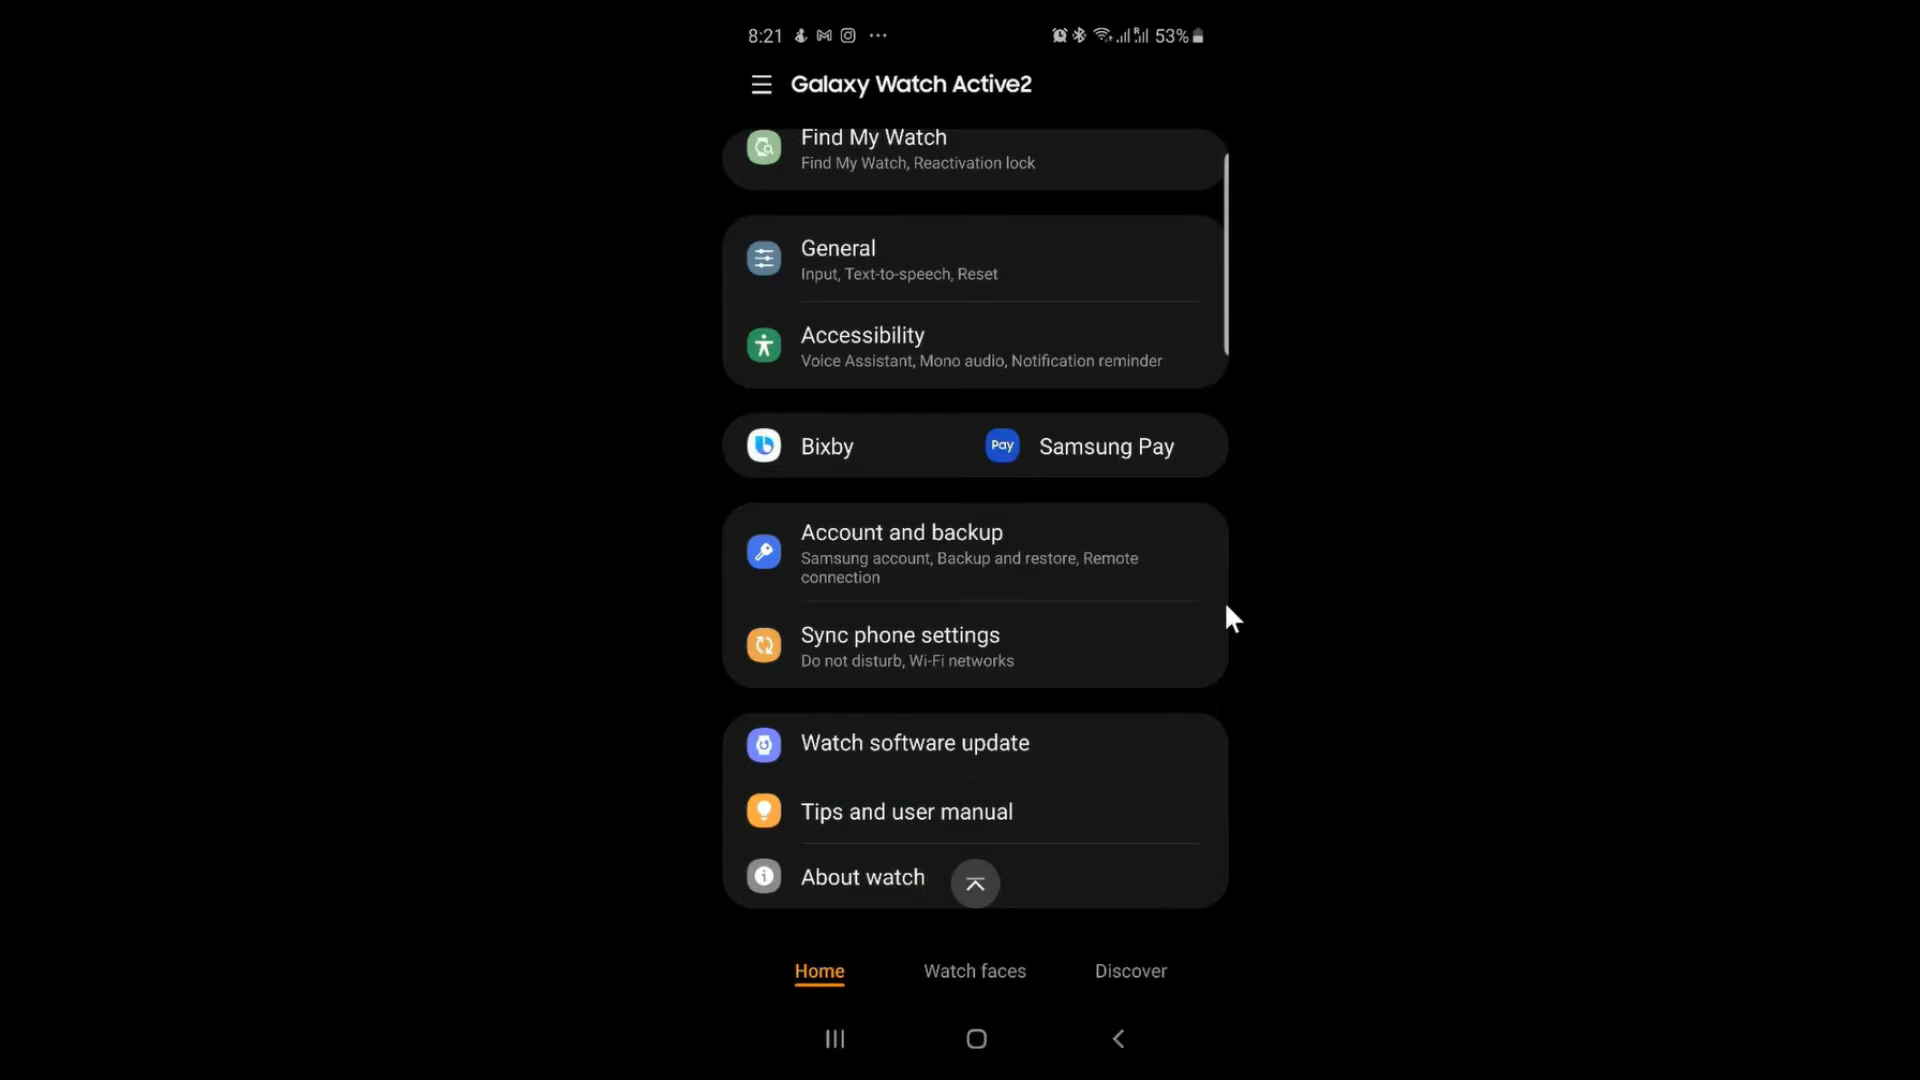 8:21
53%
Galaxy Watch Active2
Find My Watch
Find My Watch, Reactivation lock
General
Input, Text-to-speech, Reset
Accessibility
Voice Assistant, Mono audio, Notification reminder
Bixby
Pay
Samsung Pay
Account and backup
Samsung account, Backup and restore, Remote
connection
Sync phone settings
Do not disturb, Wi-Fi networks
Watch software update
Tips and user manual
About watch
Home
Watch faces
Discover